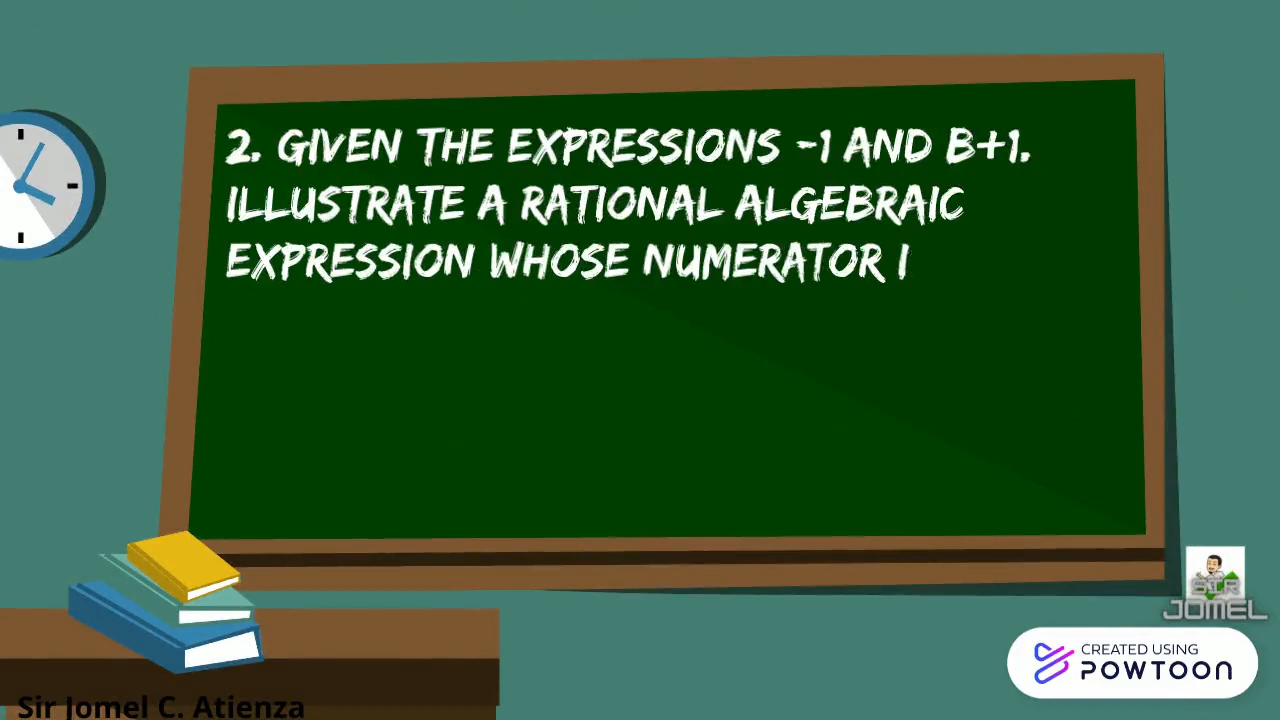 2. GIVEN THE EXPRESSIONS -1 AND B+1.
ILLUSTRATE A RATIONAL ALGEBRAIC
EXPRESSION WHOSE NUMERATOR I
SIR
JOMEL
CREATED USING
POWTOON
Sir Jomel C. Atienza